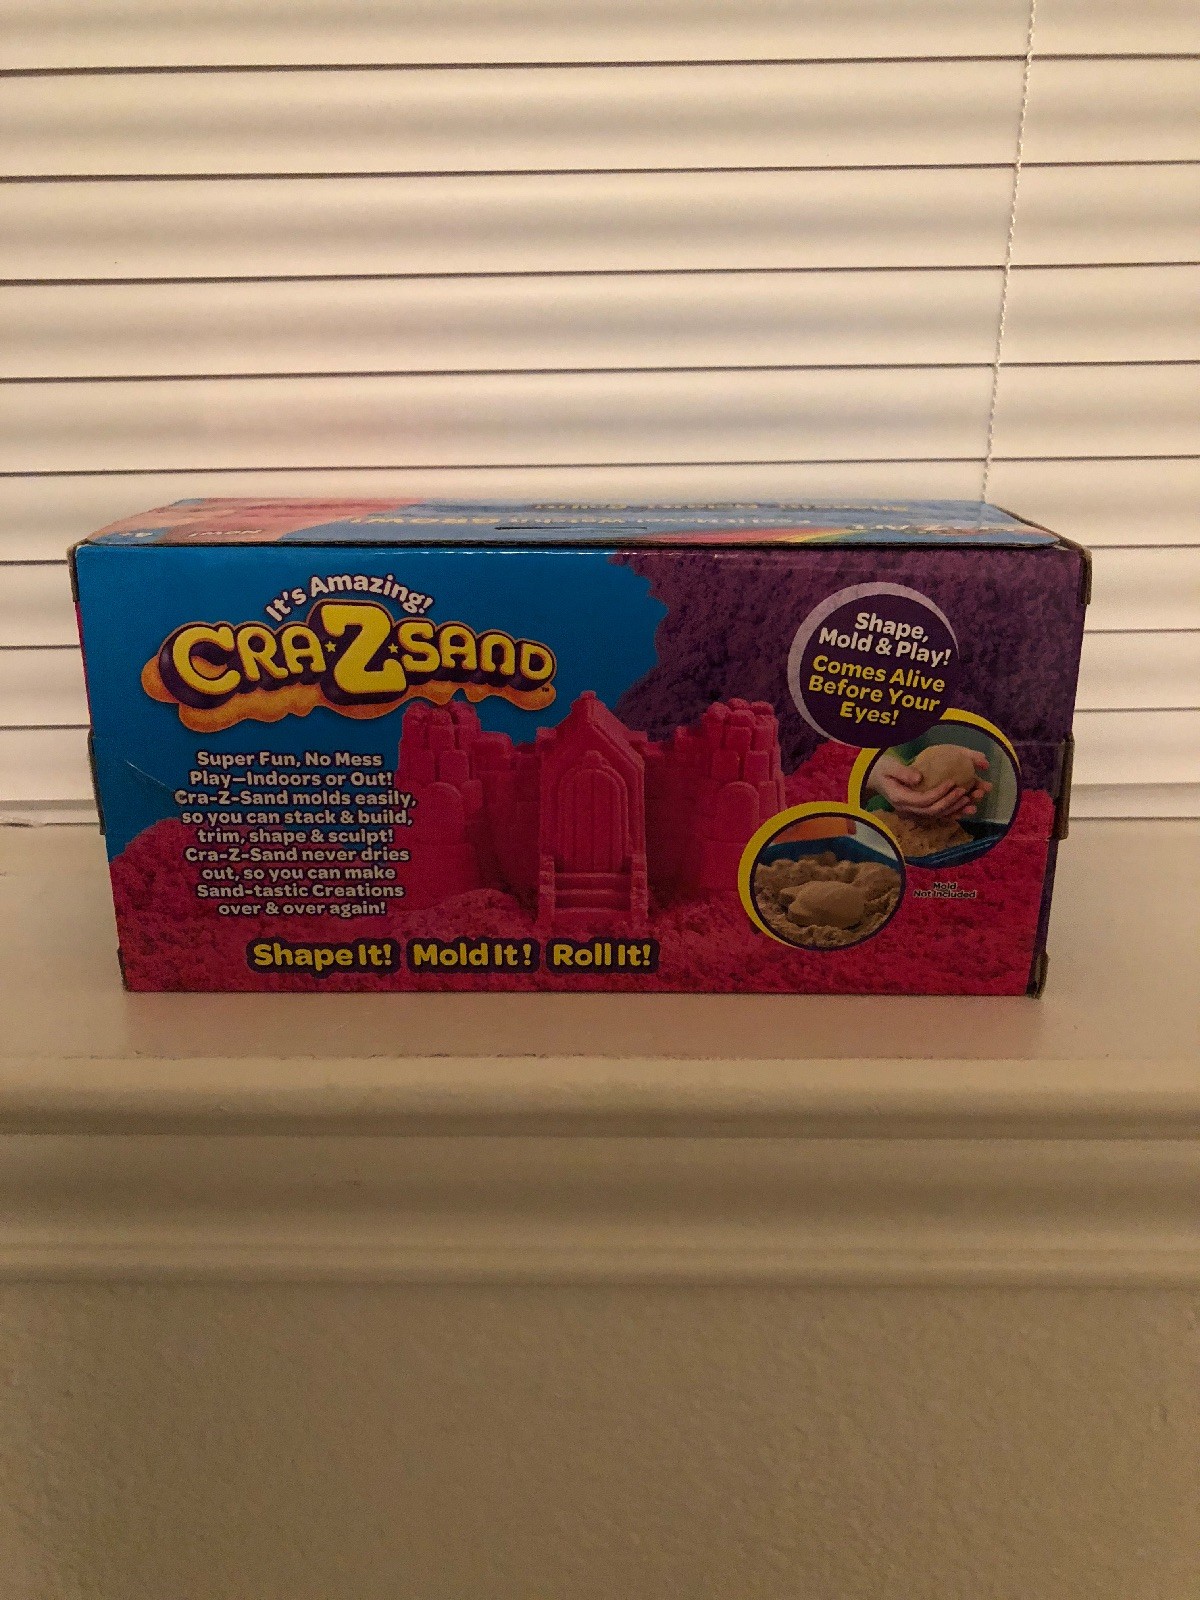 It's Amazing!
CRA★Z★SAND™
Super Fun, No Mess
Play—Indoors or Out!
Cra-Z-Sand molds easily,
so you can stack & build,
trim, shape & sculpt!
Cra-Z-Sand never dries
out, so you can make
Sand-tastic Creations
over & over again!
Shape It! Mold It! Roll It!
Shape,
Mold & Play!
Comes Alive
Before Your
Eyes!
Mold
Not Included